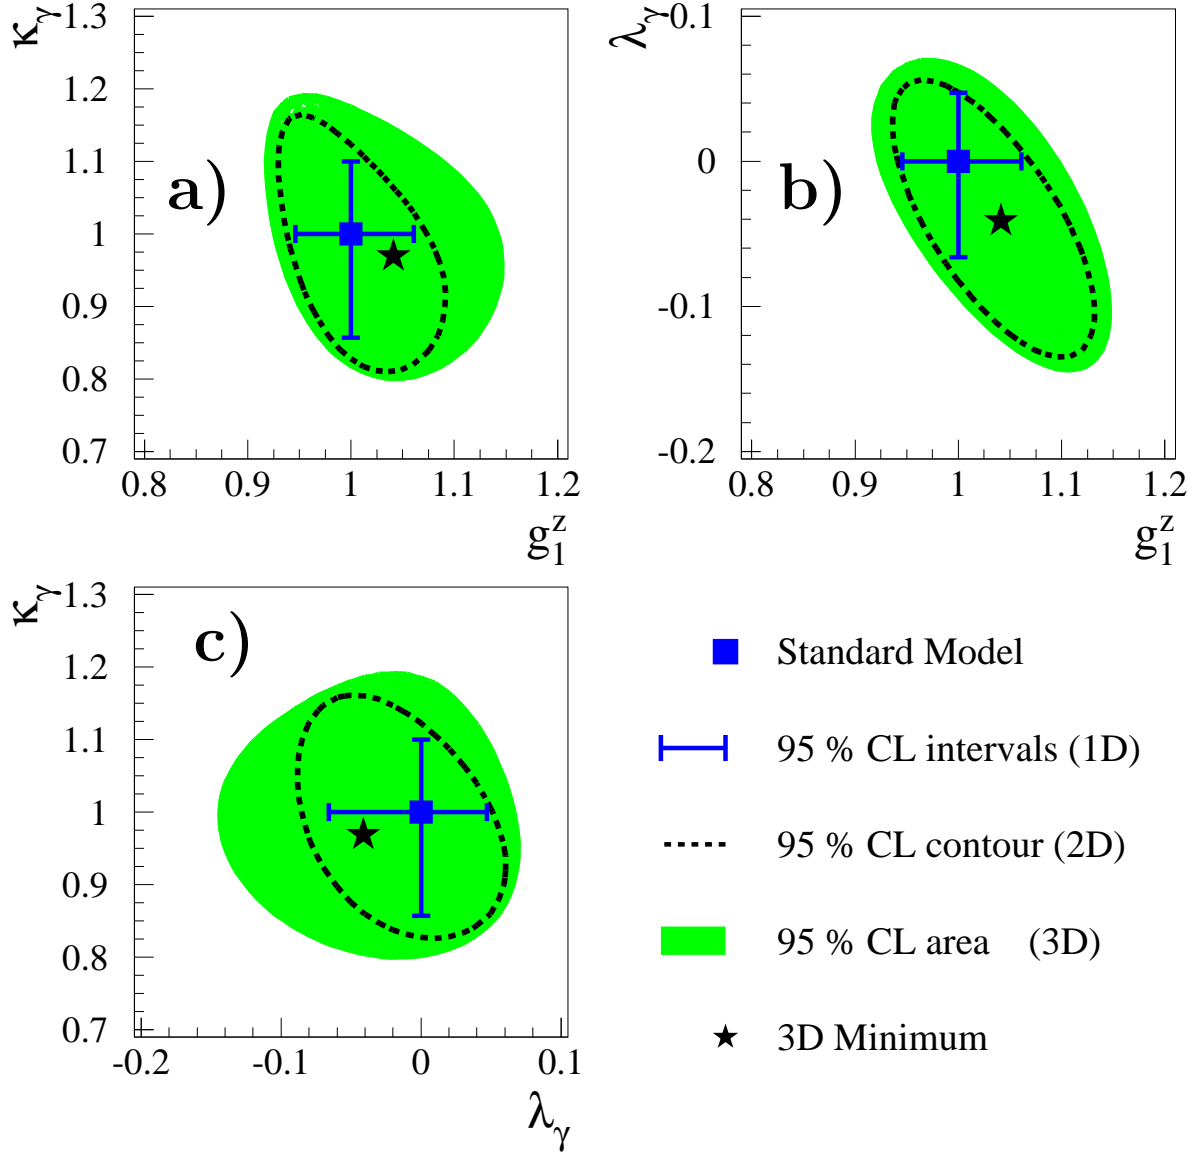 κγ
1.3
1.2
1.1
1
0.9
0.8
0.7
a)
0.8 0.9 1 1.1 1.2
g₁ᶻ
λγ
0.1
0
-0.1
-0.2
b)
0.8 0.9 1 1.1 1.2
g₁ᶻ
κγ
1.3
1.2
1.1
1
0.9
0.8
0.7
c)
-0.2 -0.1 0 0.1
λγ
Standard Model
95 % CL intervals (1D)
95 % CL contour (2D)
95 % CL area (3D)
3D Minimum